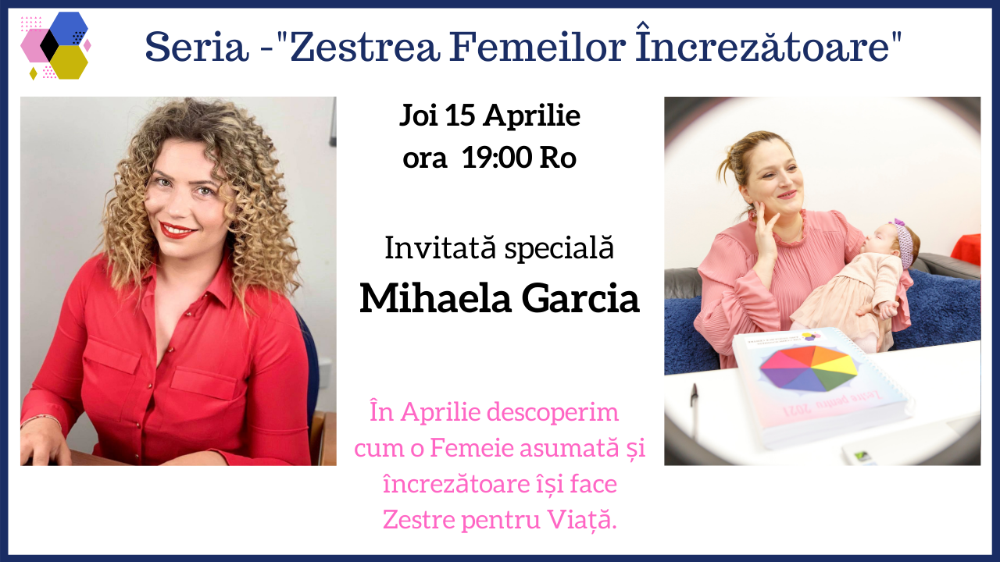 Seria -"Zestrea Femeilor Încrezătoare"
Joi 15 Aprilie
ora 19:00 Ro
Invitată specială
Mihaela Garcia
În Aprilie descoperim
cum o Femeie asumată și
încrezătoare își face
Zestre pentru Viață.
Zestre pentru 2021